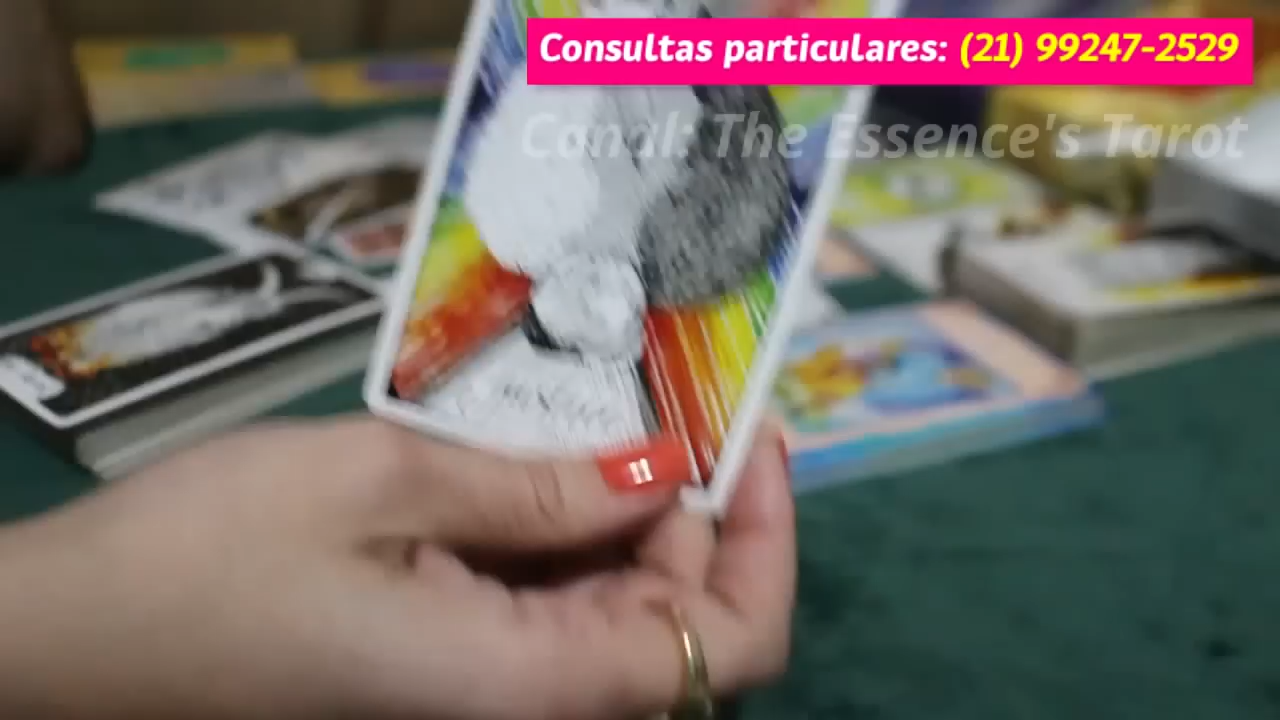 Consultas particulares: (21) 99247-2529
Canal: The Essence's Tarot